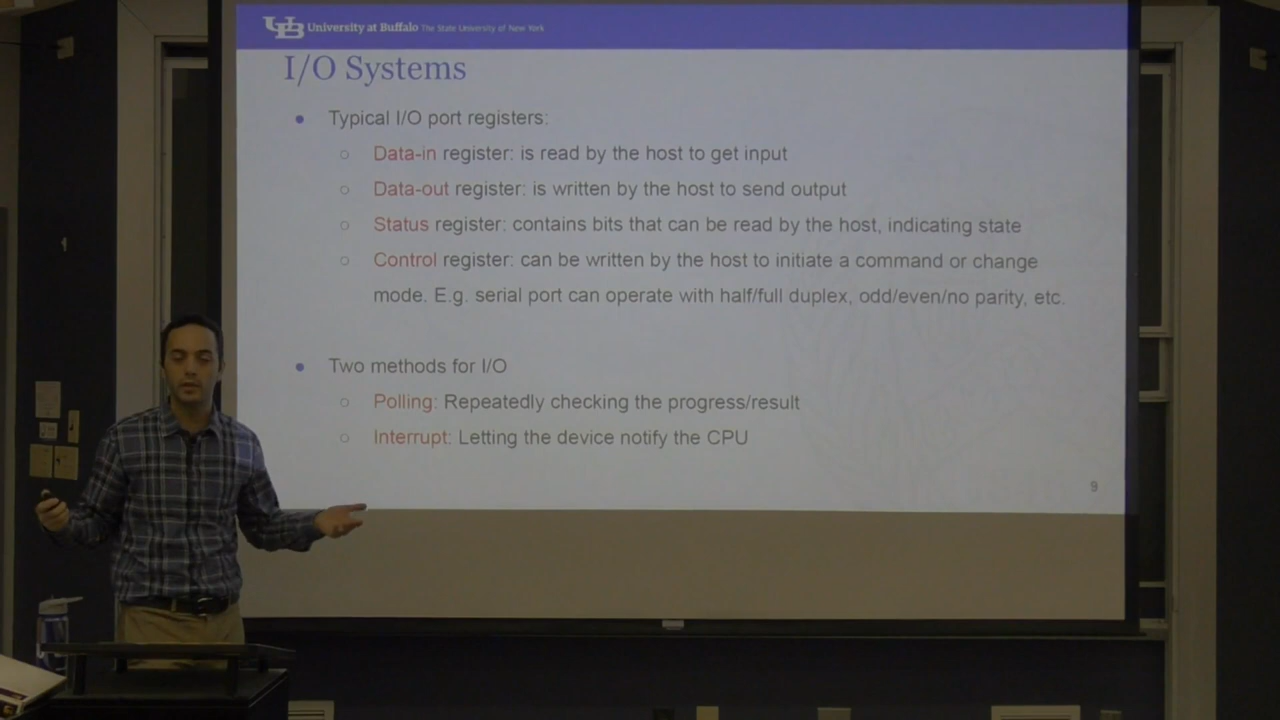 UB University at Buffalo The State University of New York
I/O Systems
● Typical I/O port registers:
○ Data-in register: is read by the host to get input
○ Data-out register: is written by the host to send output
○ Status register: contains bits that can be read by the host, indicating state
○ Control register: can be written by the host to initiate a command or change
mode. E.g. serial port can operate with half/full duplex, odd/even/no parity, etc.
● Two methods for I/O
○ Polling: Repeatedly checking the progress/result
○ Interrupt: Letting the device notify the CPU
9